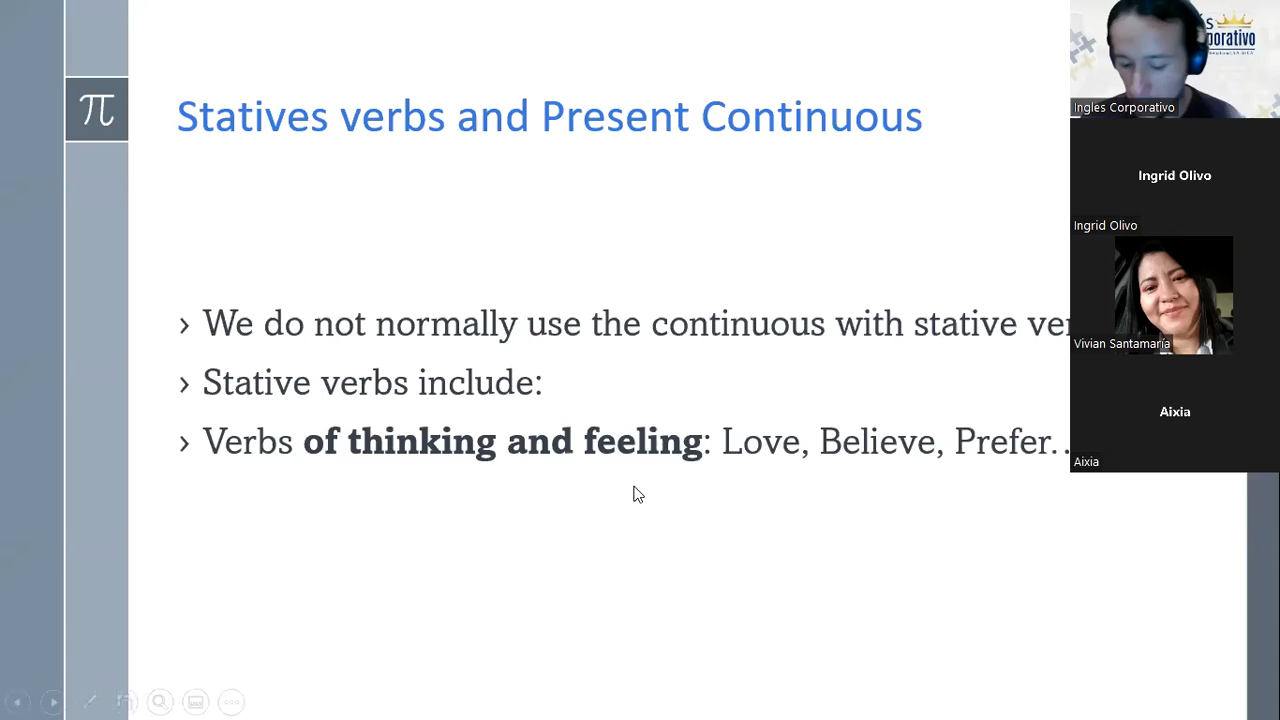 π
Statives verbs and Present Continuous
› We do not normally use the continuous with stative
› Stative verbs include:
› Verbs of thinking and feeling: Love, Believe, Prefer..
Ingles Corporativo
Ingrid Olivo
Ingrid Olivo
Vivian Santamaría
Aixia
Aixia